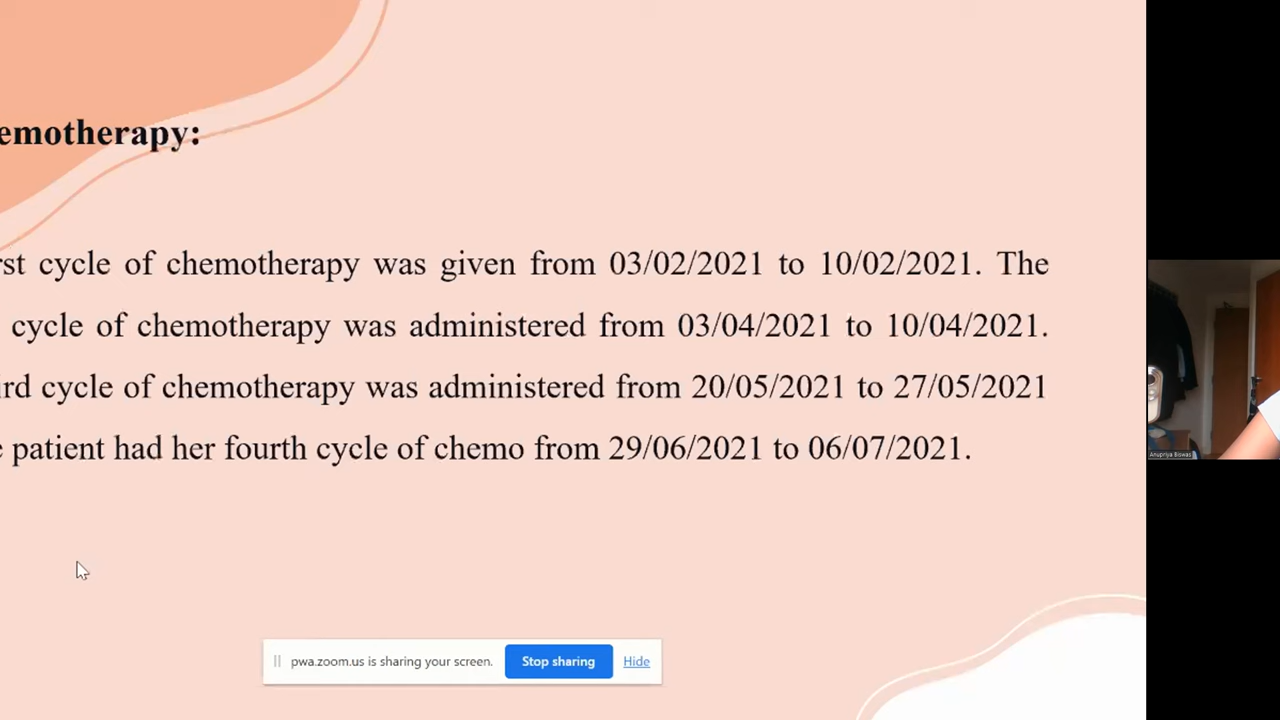 emotherapy:
rst cycle of chemotherapy was given from 03/02/2021 to 10/02/2021. The
cycle of chemotherapy was administered from 03/04/2021 to 10/04/2021.
ird cycle of chemotherapy was administered from 20/05/2021 to 27/05/2021
e patient had her fourth cycle of chemo from 29/06/2021 to 06/07/2021.
Anupriya Biswas
pwa.zoom.us is sharing your screen.
Stop sharing
Hide